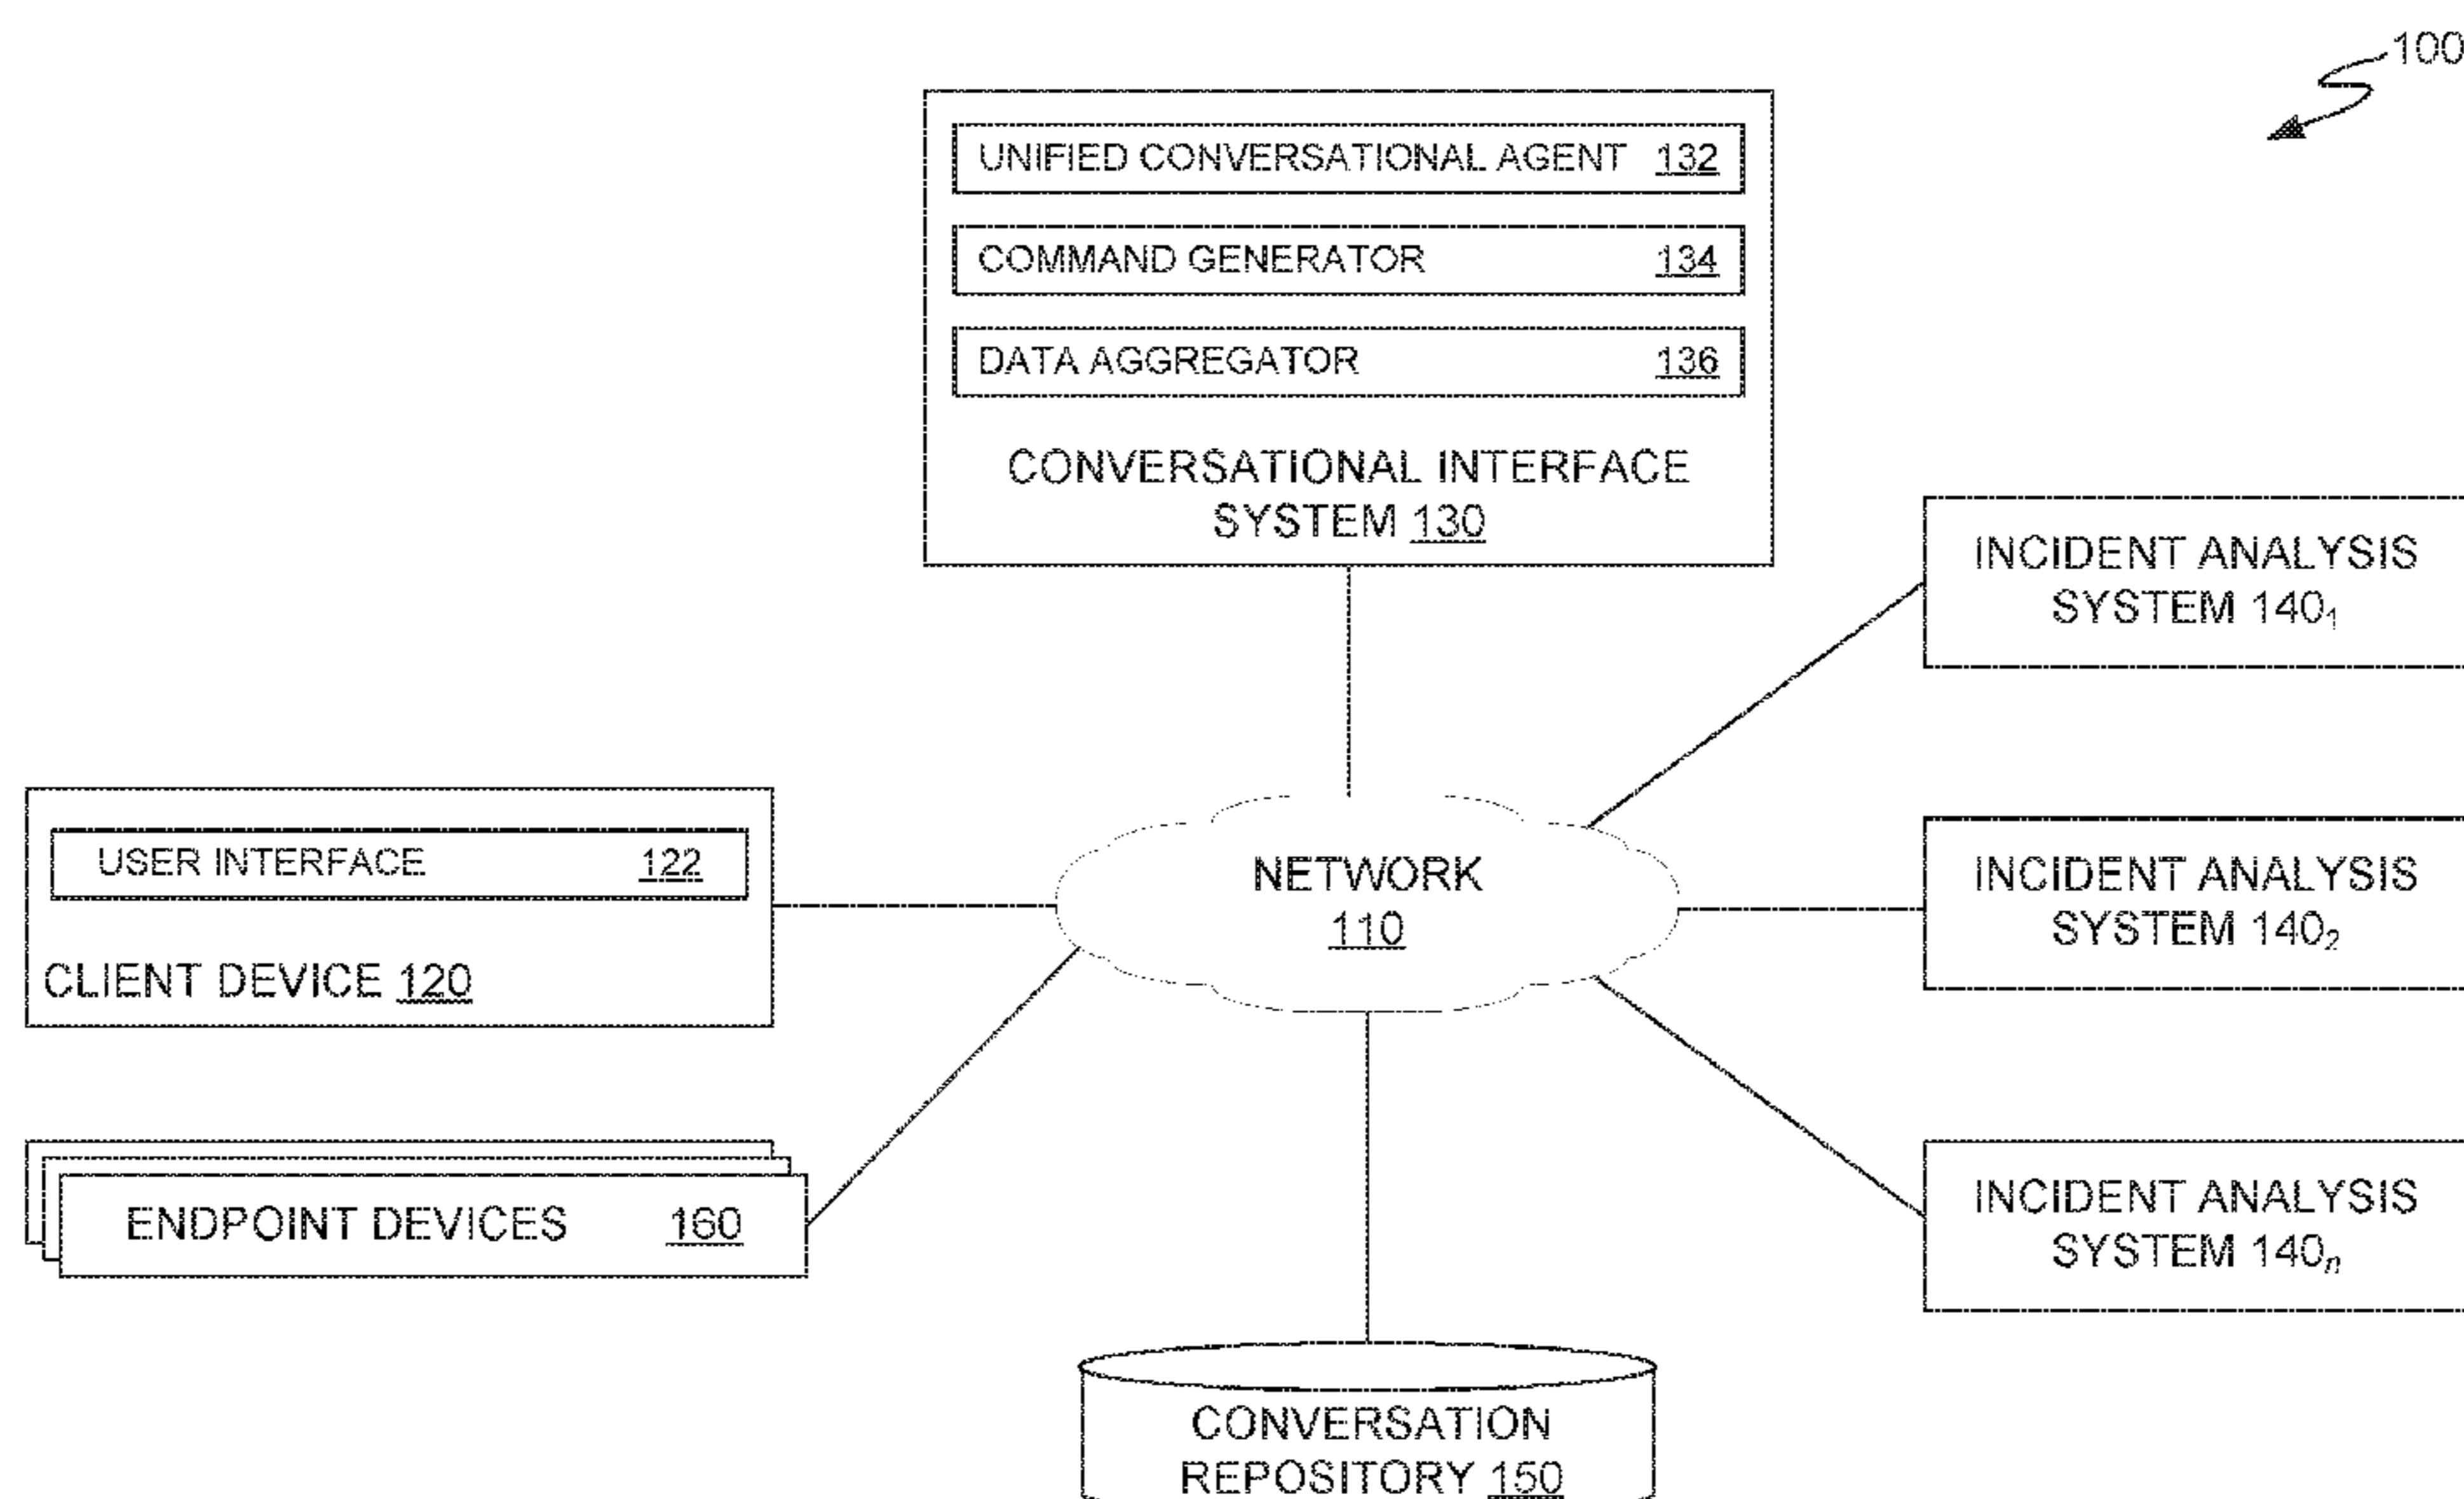 100
UNIFIED CONVERSATIONAL AGENT 132
COMMAND GENERATOR 134
DATA AGGREGATOR 136
CONVERSATIONAL INTERFACE
SYSTEM 130
INCIDENT ANALYSIS
SYSTEM 140₁
USER INTERFACE 122
CLIENT DEVICE 120
NETWORK
110
INCIDENT ANALYSIS
SYSTEM 140₂
ENDPOINT DEVICES 160
INCIDENT ANALYSIS
SYSTEM 140ₙ
CONVERSATION
REPOSITORY 150